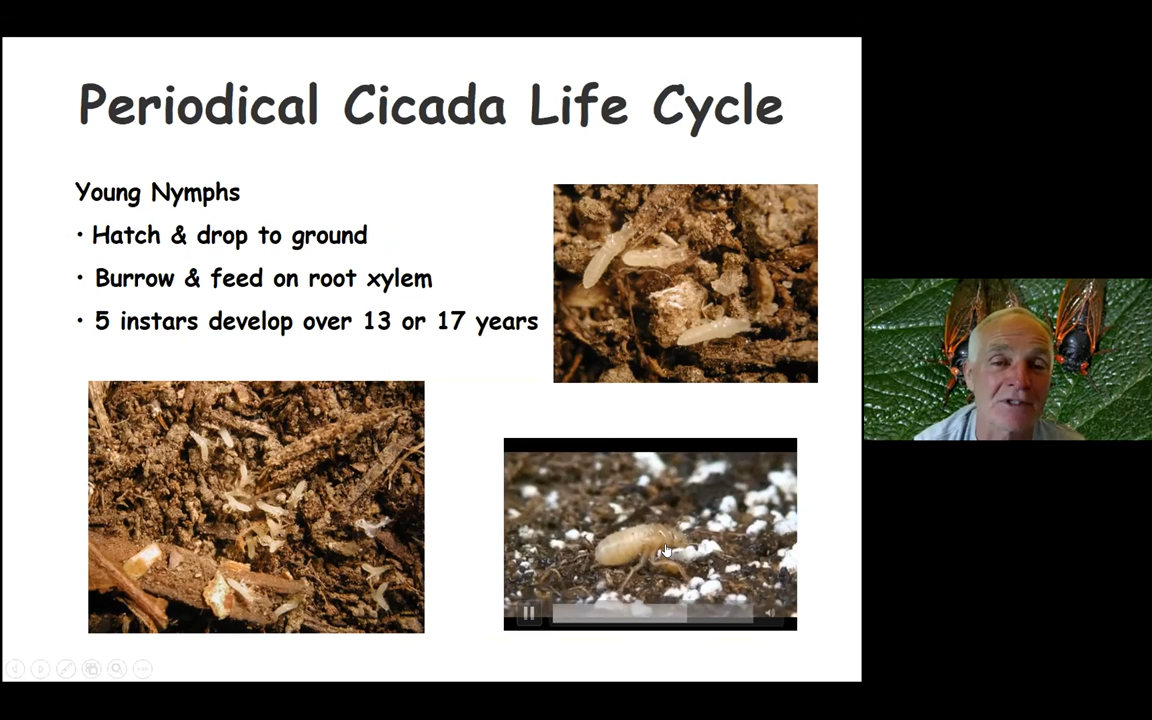 Periodical Cicada Life Cycle
Young Nymphs
• Hatch & drop to ground
• Burrow & feed on root xylem
• 5 instars develop over 13 or 17 years